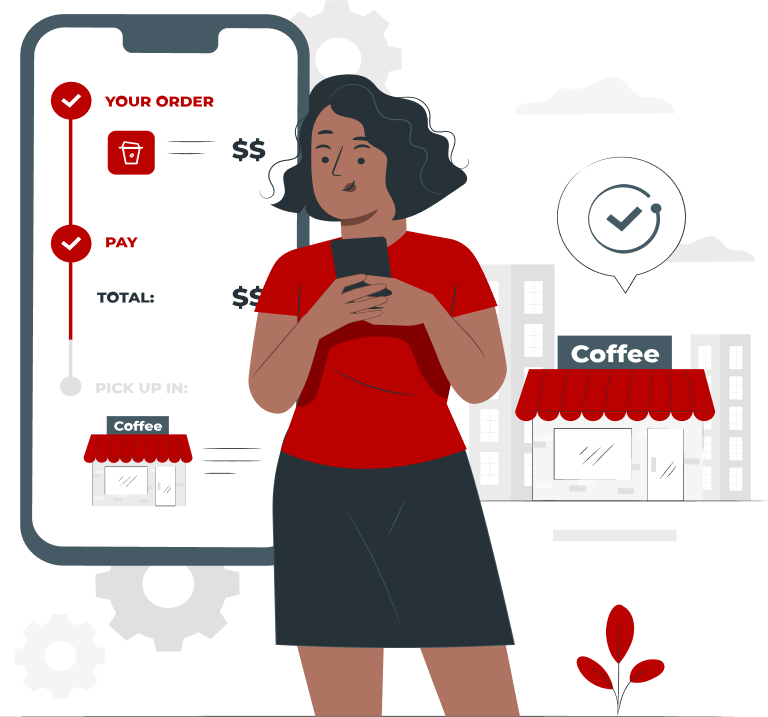 YOUR ORDER
$$
PAY
TOTAL:
$$
PICK UP IN:
Coffee
Coffee